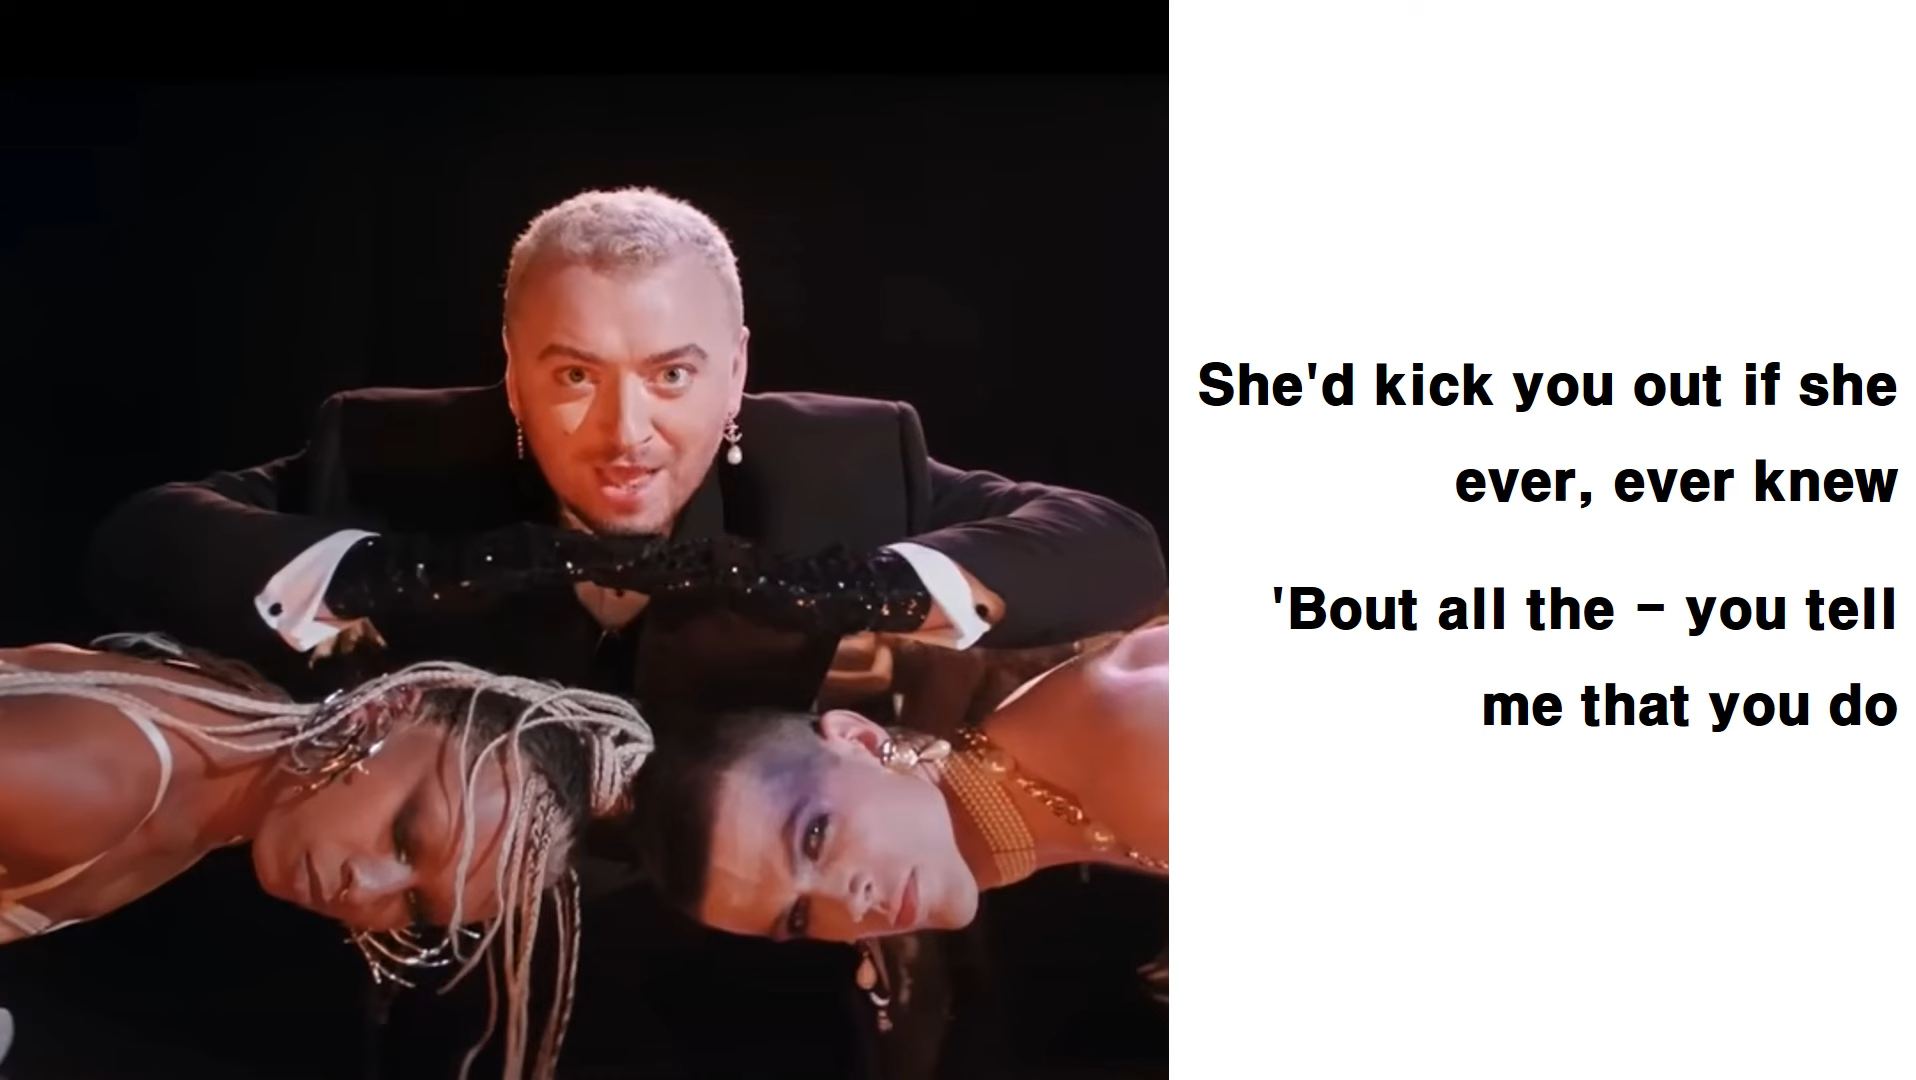 She'd kick you out if she
ever, ever knew
'Bout all the – you tell
me that you do